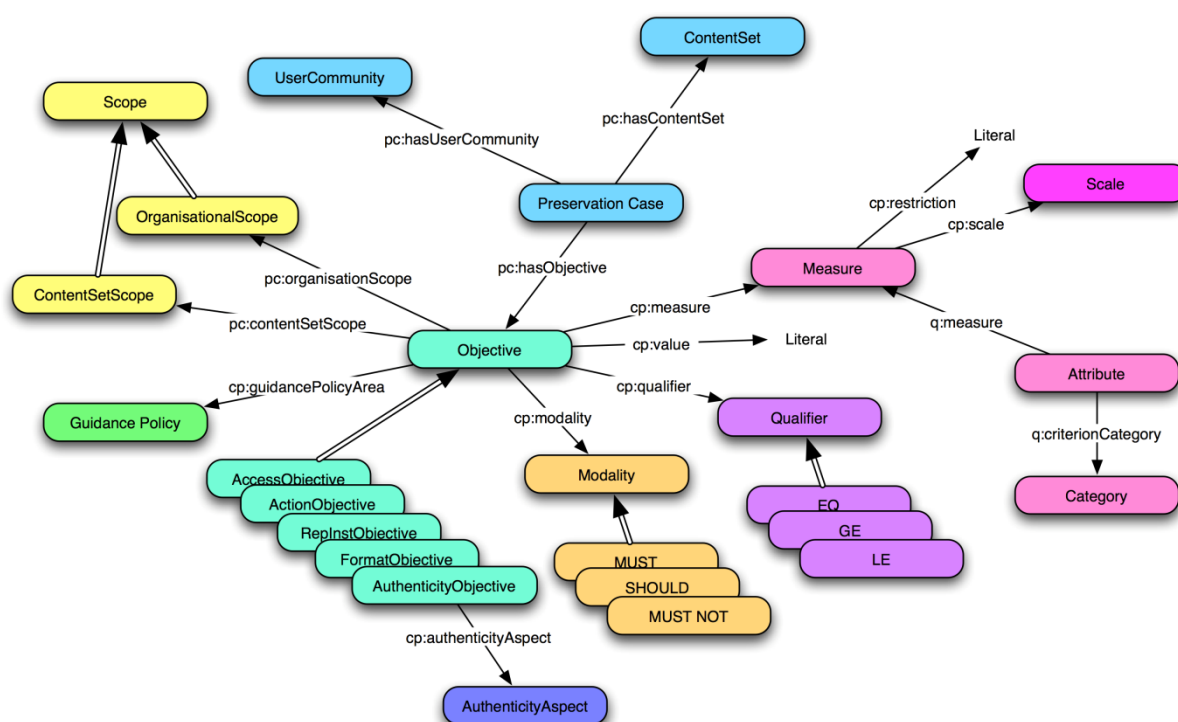 ContentSet
UserCommunity
Scope
pc:hasContentSet
pc:hasUserCommunity
Literal
Scale
Preservation Case
OrganisationalScope
cp:restriction
cp:scale
pc:hasObjective
Measure
pc:organisationScope
ContentSetScope
cp:measure
q:measure
pc:contentSetScope
Objective
cp:value
Literal
Attribute
cp:guidancePolicyArea
cp:qualifier
Guidance Policy
cp:modality
Qualifier
q:criterionCategory
AccessObjective
Modality
Category
ActionObjective
EQ
RepInstObjective
GE
FormatObjective
MUST
LE
AuthenticityObjective
SHOULD
MUST NOT
cp:authenticityAspect
AuthenticityAspect